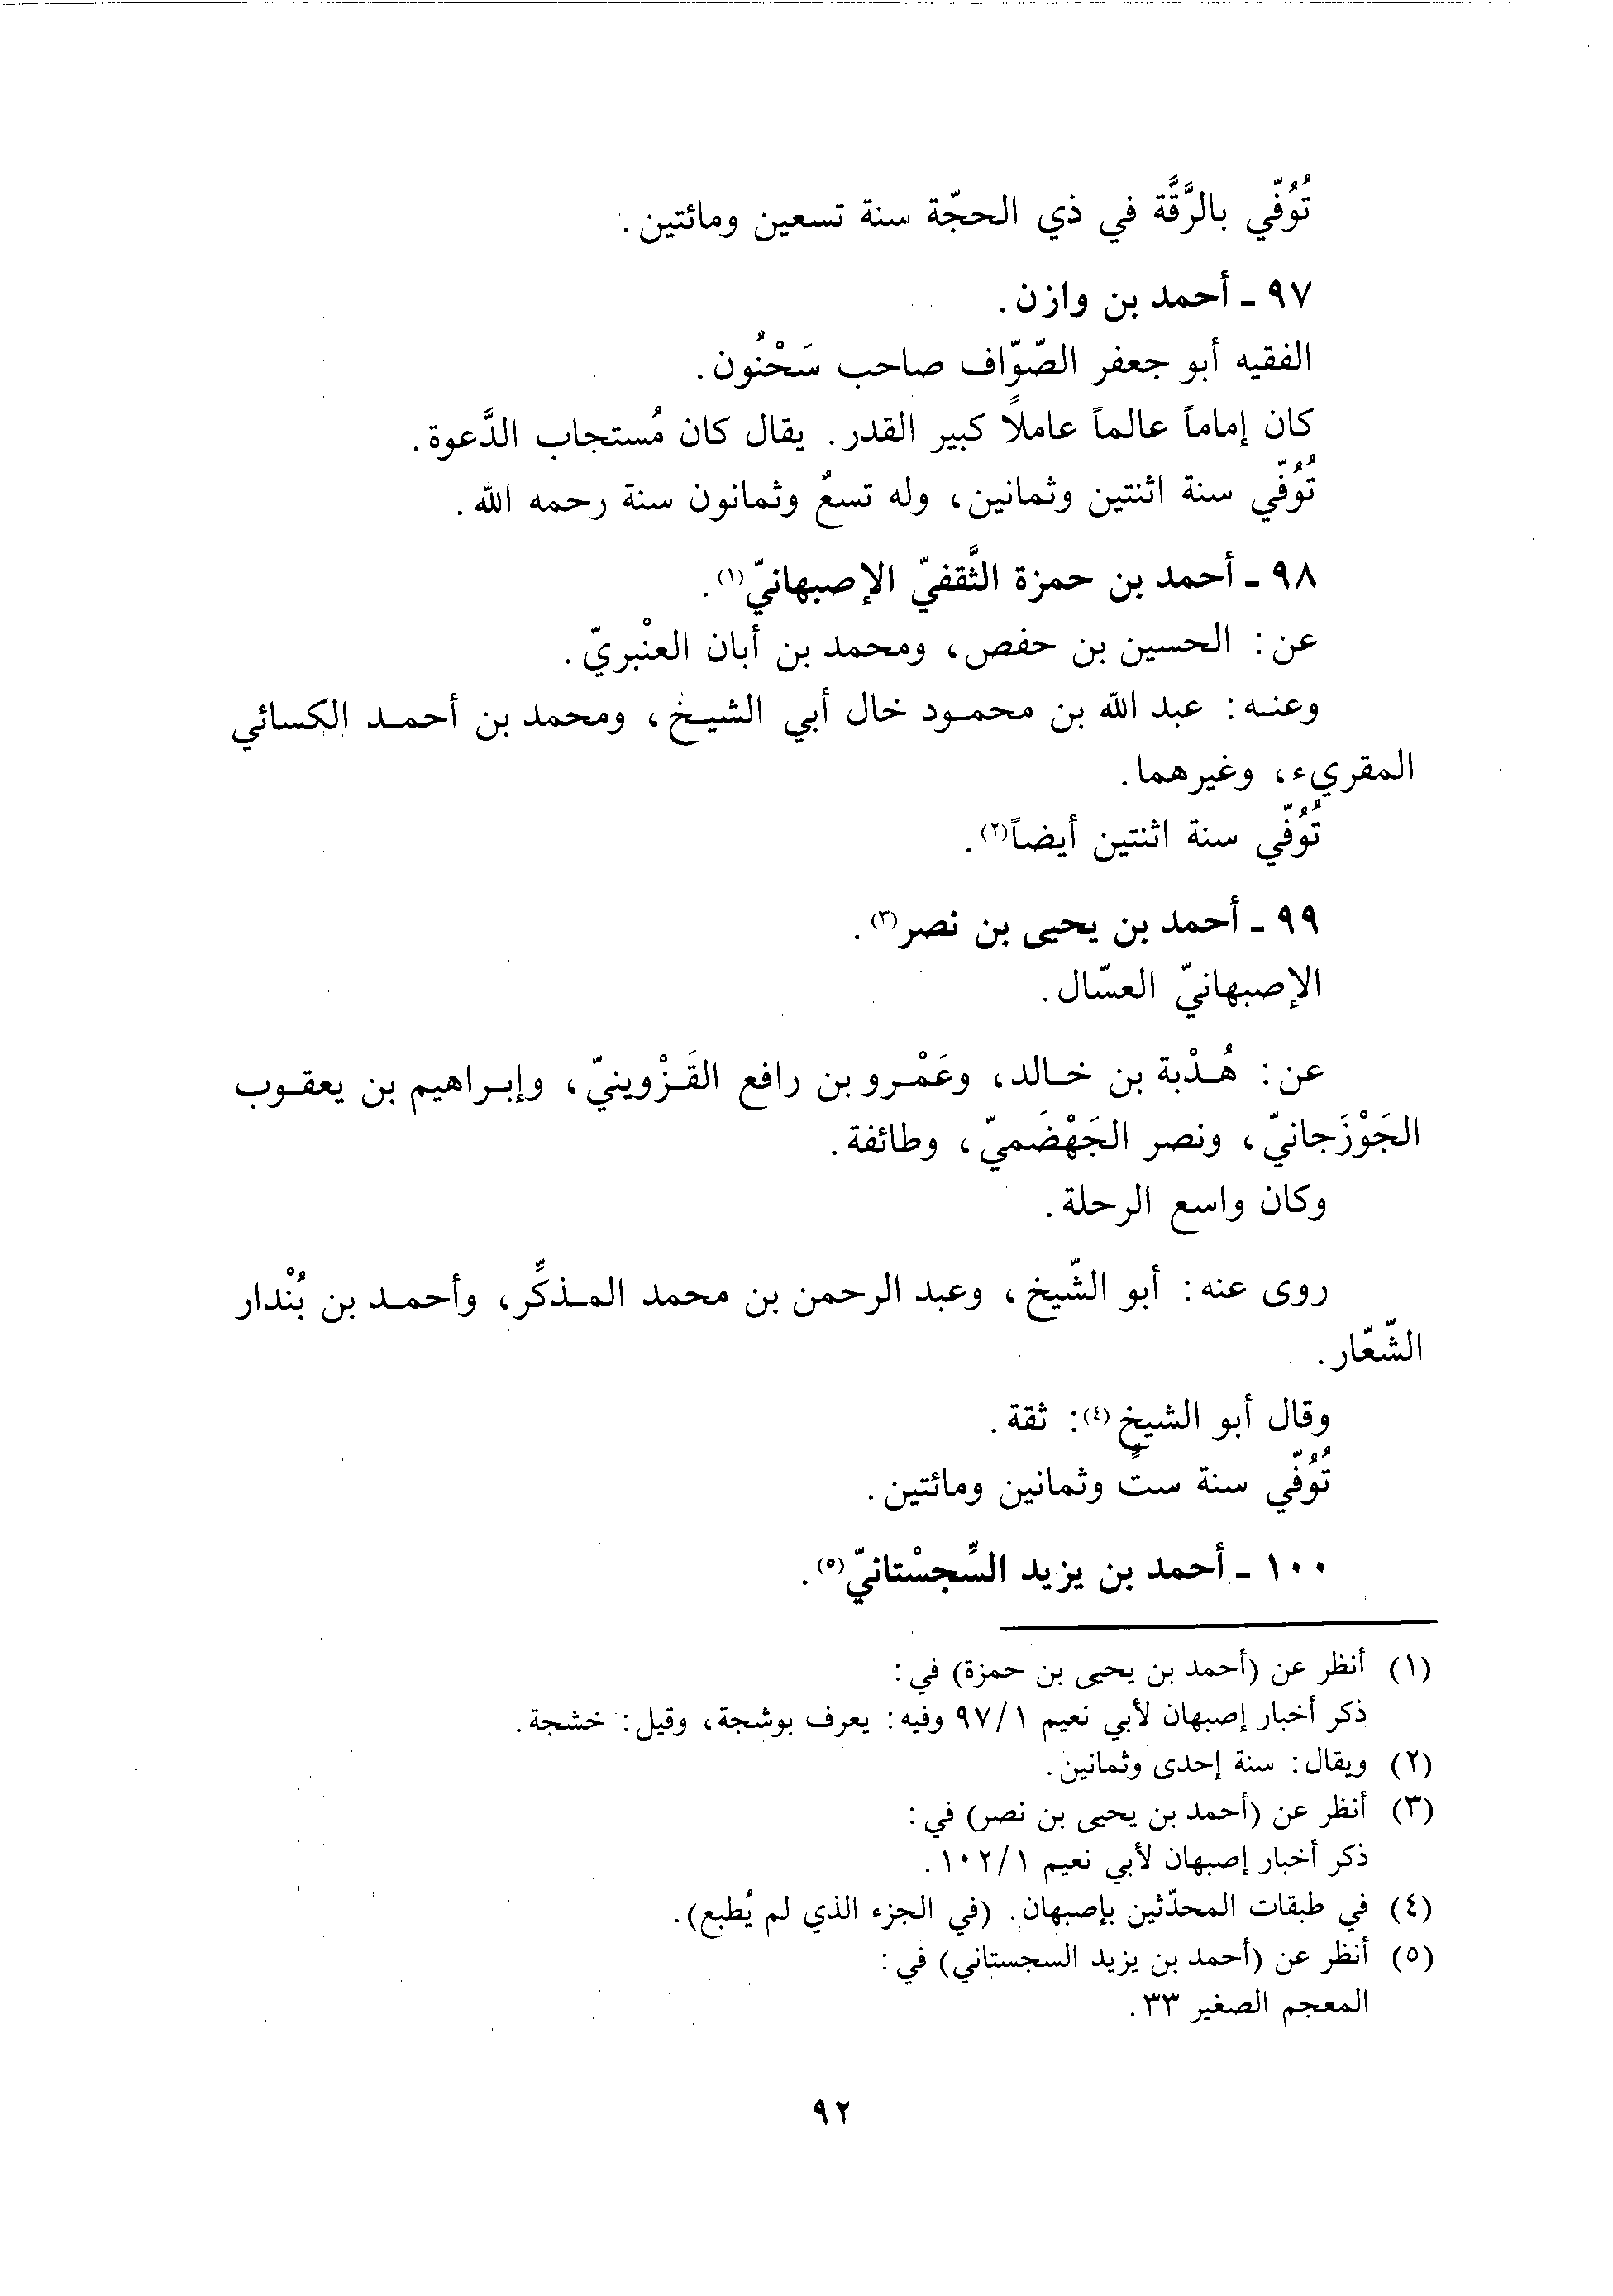 تُوُفّي بالرَّقَّة في ذي الحجّة سنة تسعين ومائتين.
٩٧ ـ أحمد بن وازن.
الفقيه أبو جعفر الصّوّاف صاحب سَحْنُون.
كان إماماً عالماً عاملاً كبير القدر. يقال كان مُستجاب الدَّعوة.
تُوُفّي سنة اثنتين وثمانين، وله تسعٌ وثمانون سنة رحمه الله.
٩٨ ـ أحمد بن حمزة الثَّقفيّ الإصبهانيّ(١).
عن: الحسين بن حفص، ومحمد بن أبان العنْبريّ.
وعنه: عبد الله بن محمود خال أبي الشيخ، ومحمد بن أحمد الكسائي
المقريء، وغيرهما.
تُوُفّي سنة اثنتين أيضاً(٢).
٩٩ ـ أحمد بن يحيى بن نصر(٣).
الإصبهانيّ العسّال.
عن: هُدْبة بن خالد، وعَمْرو بن رافع القَزْوينيّ، وإبراهيم بن يعقوب
الجَوْزَجانيّ، ونصر الجَهْضَميّ، وطائفة.
وكان واسع الرحلة.
روى عنه: أبو الشّيخ، وعبد الرحمن بن محمد المذكِّر، وأحمد بن بُنْدار
الشّعّار.
وقال أبو الشيخ(٤): ثقة.
تُوُفّي سنة ستٍّ وثمانين ومائتين.
١٠٠ ـ أحمد بن يزيد السِّجسْتانيّ(٥).
(١) أنظر عن (أحمد بن يحيى بن حمزة) في:
ذكر أخبار إصبهان لأبي نعيم ٩٧/١ وفيه: يعرف بوشجة، وقيل: خشجة.
(٢) ويقال: سنة إحدى وثمانين.
(٣) أنظر عن (أحمد بن يحيى بن نصر) في:
ذكر أخبار إصبهان لأبي نعيم ١٠٢/١.
(٤) في طبقات المحدّثين بإصبهان. (في الجزء الذي لم يُطبع).
(٥) أنظر عن (أحمد بن يزيد السجستاني) في:
المعجم الصغير ٣٣.
٩٢